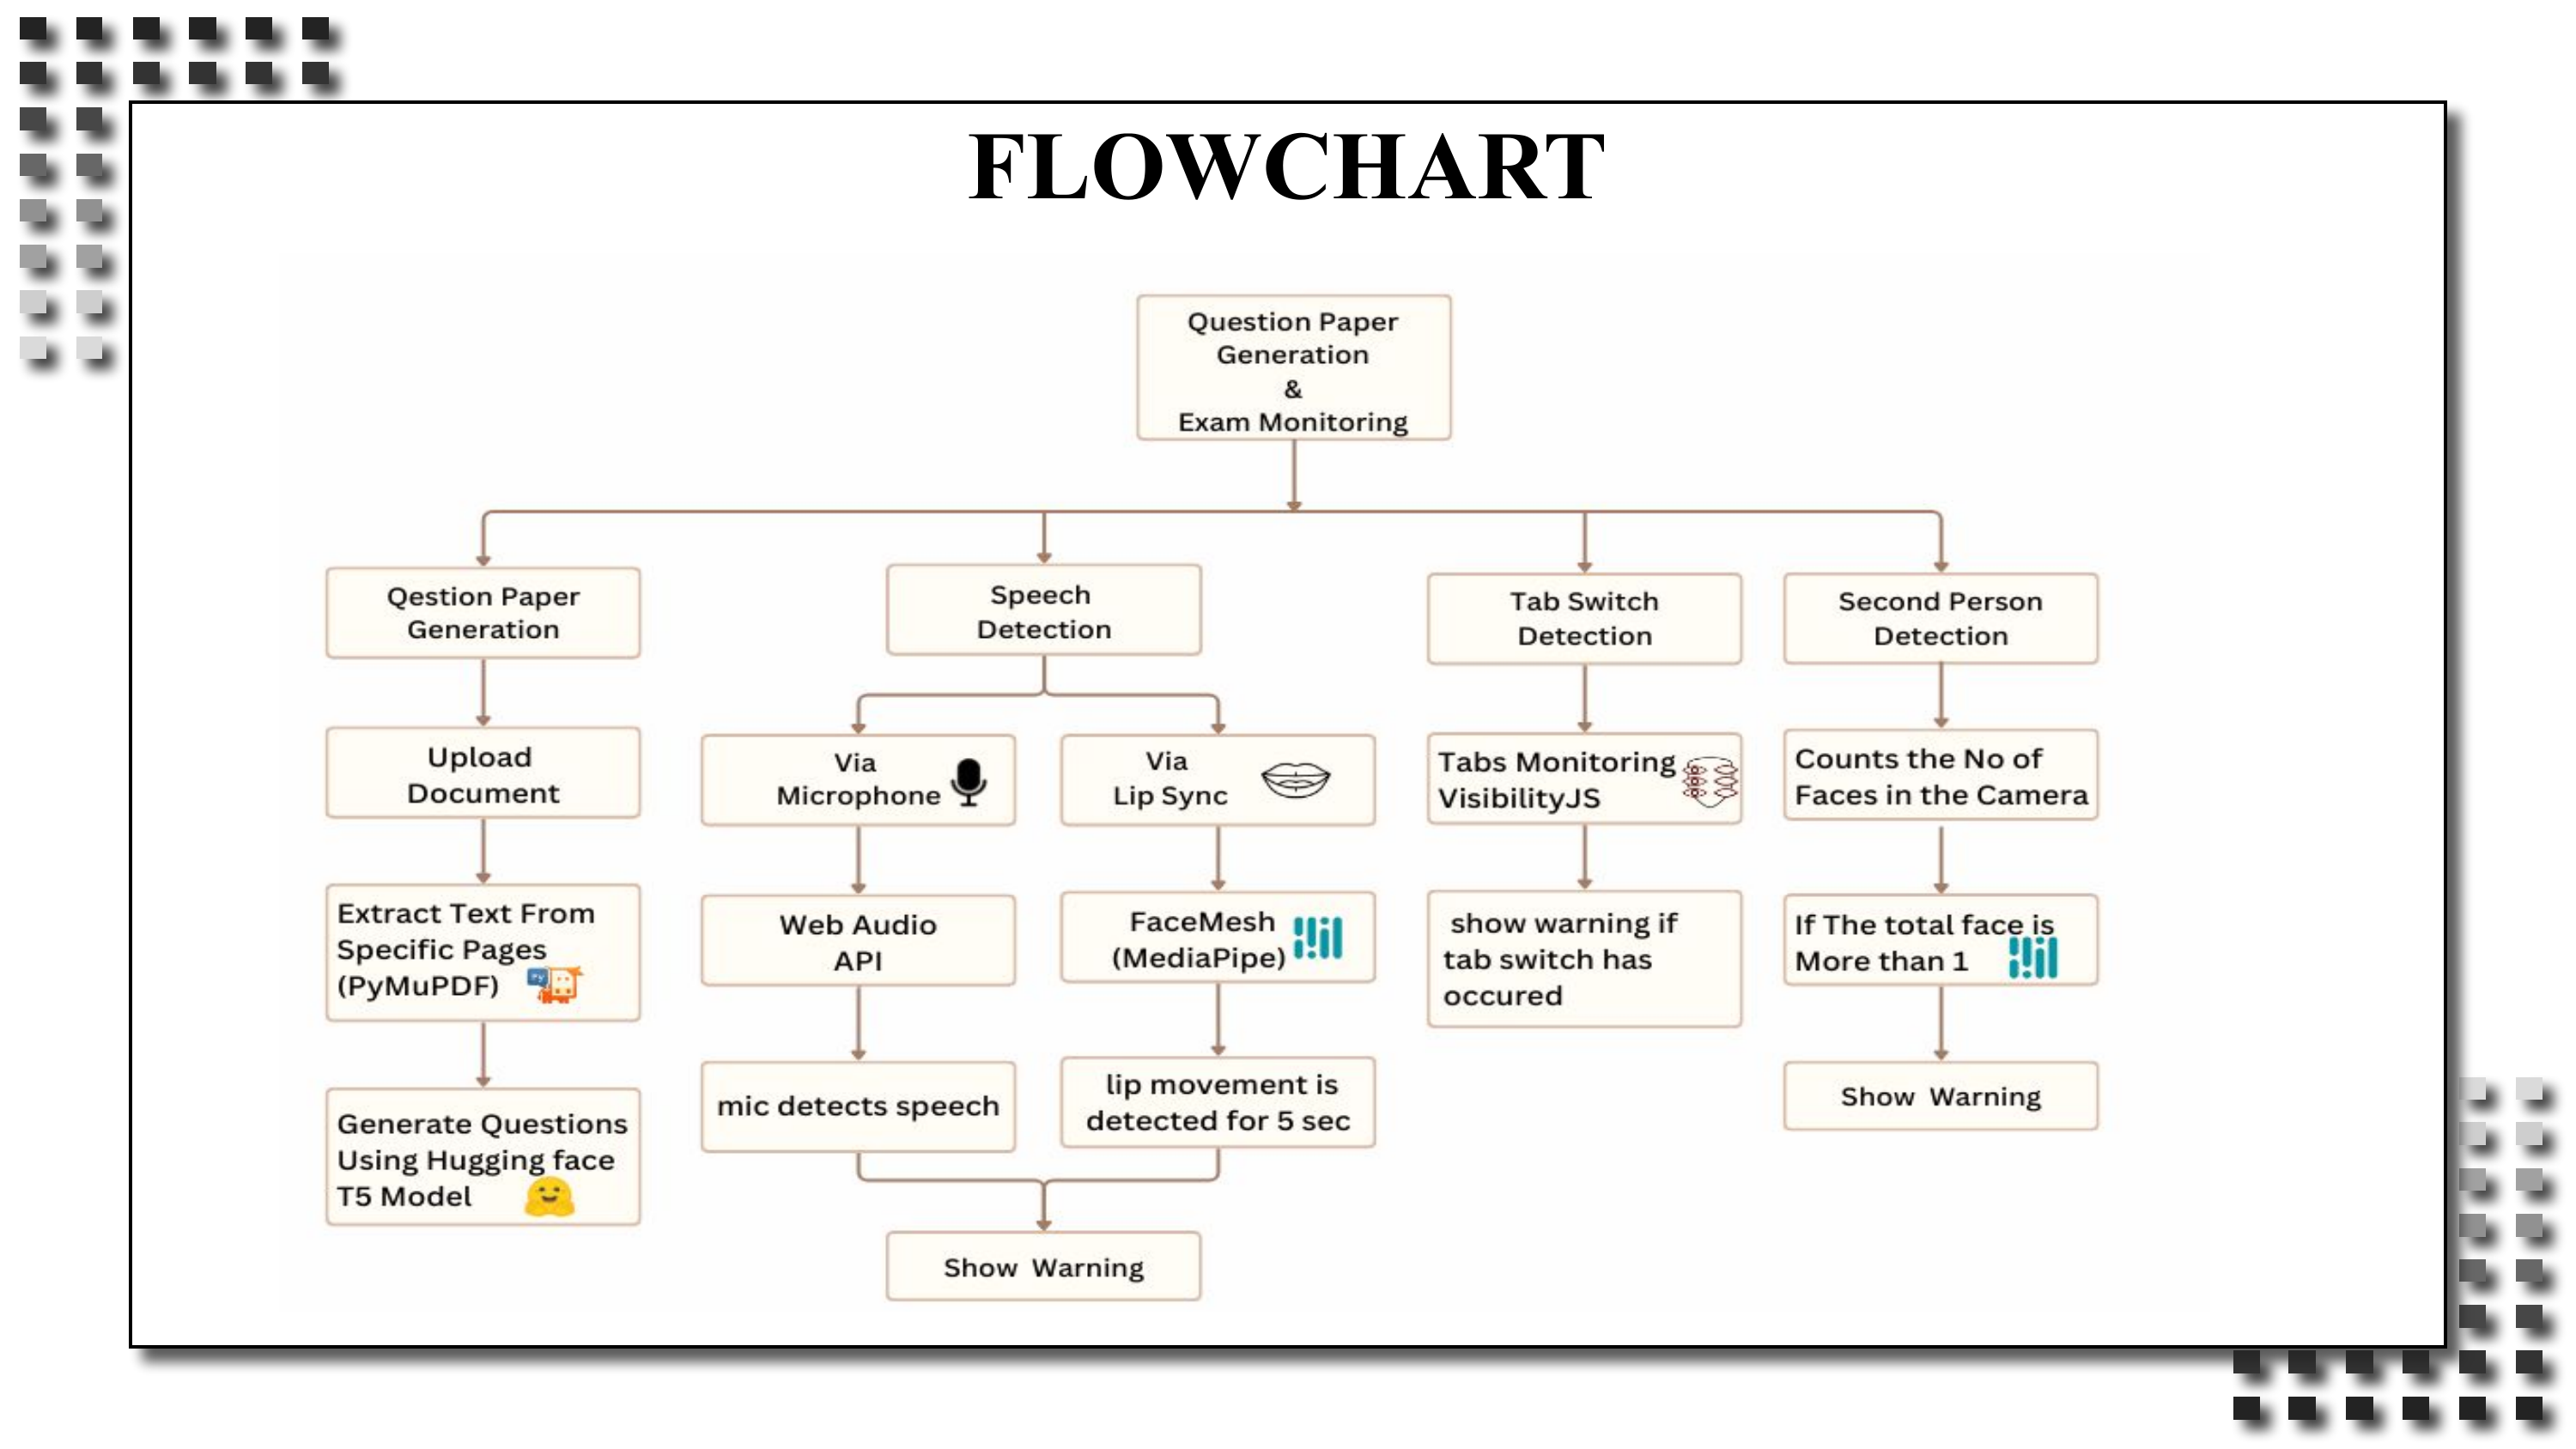 FLOWCHART
Question Paper
Generation
&
Exam Monitoring
Qestion Paper
Generation
Upload
Document
Extract Text From
Specific Pages
(PyMuPDF)
Generate Questions
Using Hugging face
T5 Model
Speech
Detection
Via
Microphone
Web Audio
API
mic detects speech
Via
Lip Sync
FaceMesh
(MediaPipe)
lip movement is
detected for 5 sec
Show Warning
Tab Switch
Detection
Tabs Monitoring
VisibilityJS
show warning if
tab switch has
occured
Second Person
Detection
Counts the No of
Faces in the Camera
If The total face is
More than 1
Show Warning